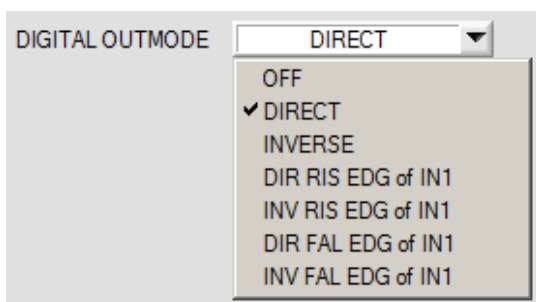 DIGITAL OUTMODE DIRECT
OFF
DIRECT
INVERSE
DIR RIS EDG of IN1
INV RIS EDG of IN1
DIR FAL EDG of IN1
INV FAL EDG of IN1